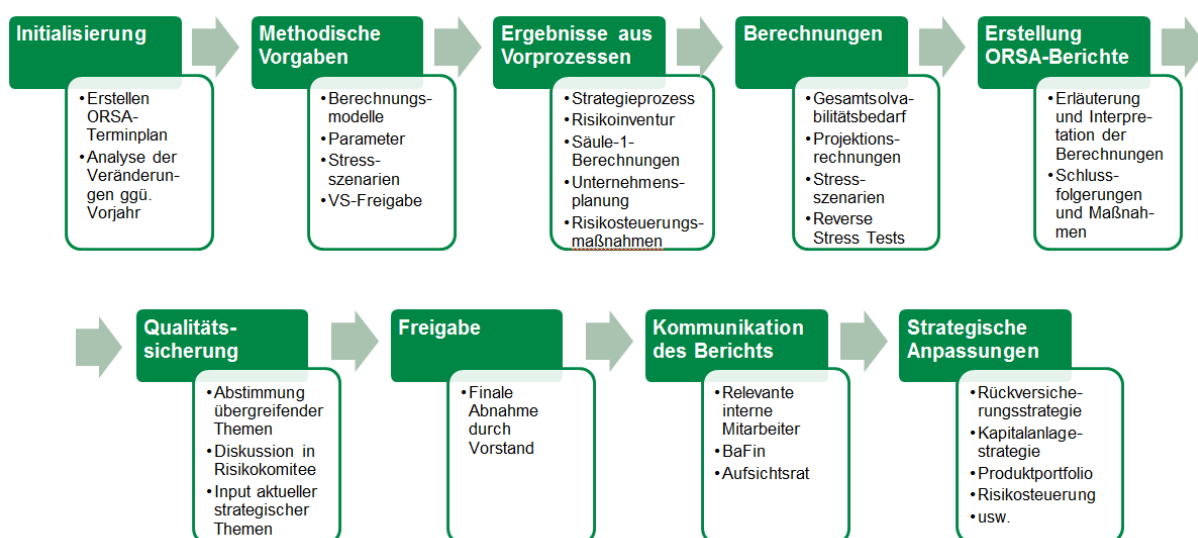 Initialisierung
• Erstellen
ORSA-
Terminplan
• Analyse der
Veränderun-
gen ggü.
Vorjahr
Methodische
Vorgaben
• Berechnungs-
modelle
• Parameter
• Stress-
szenarien
• VS-Freigabe
Ergebnisse aus
Vorprozessen
• Strategieprozess
• Risikoinventur
• Säule-1-
Berechnungen
• Unternehmens-
planung
• Risikosteuerungs-
maßnahmen
Berechnungen
• Gesamtsolva-
bilitätsbedarf
• Projektions-
rechnungen
• Stress-
szenarien
• Reverse
Stress Tests
Erstellung
ORSA-Berichte
• Erläuterung
und Interpre-
tation der
Berechnungen
• Schluss-
folgerungen
und Maßnah-
men
Qualitäts-
sicherung
• Abstimmung
übergreifender
Themen
• Diskussion in
Risikokomitee
• Input aktueller
strategischer
Themen
Freigabe
• Finale
Abnahme
durch
Vorstand
Kommunikation
des Berichts
• Relevante
interne
Mitarbeiter
• BaFin
• Aufsichtsrat
Strategische
Anpassungen
• Rückversiche-
rungsstrategie
• Kapitalanlage-
strategie
• Produktportfolio
• Risikosteuerung
• usw.